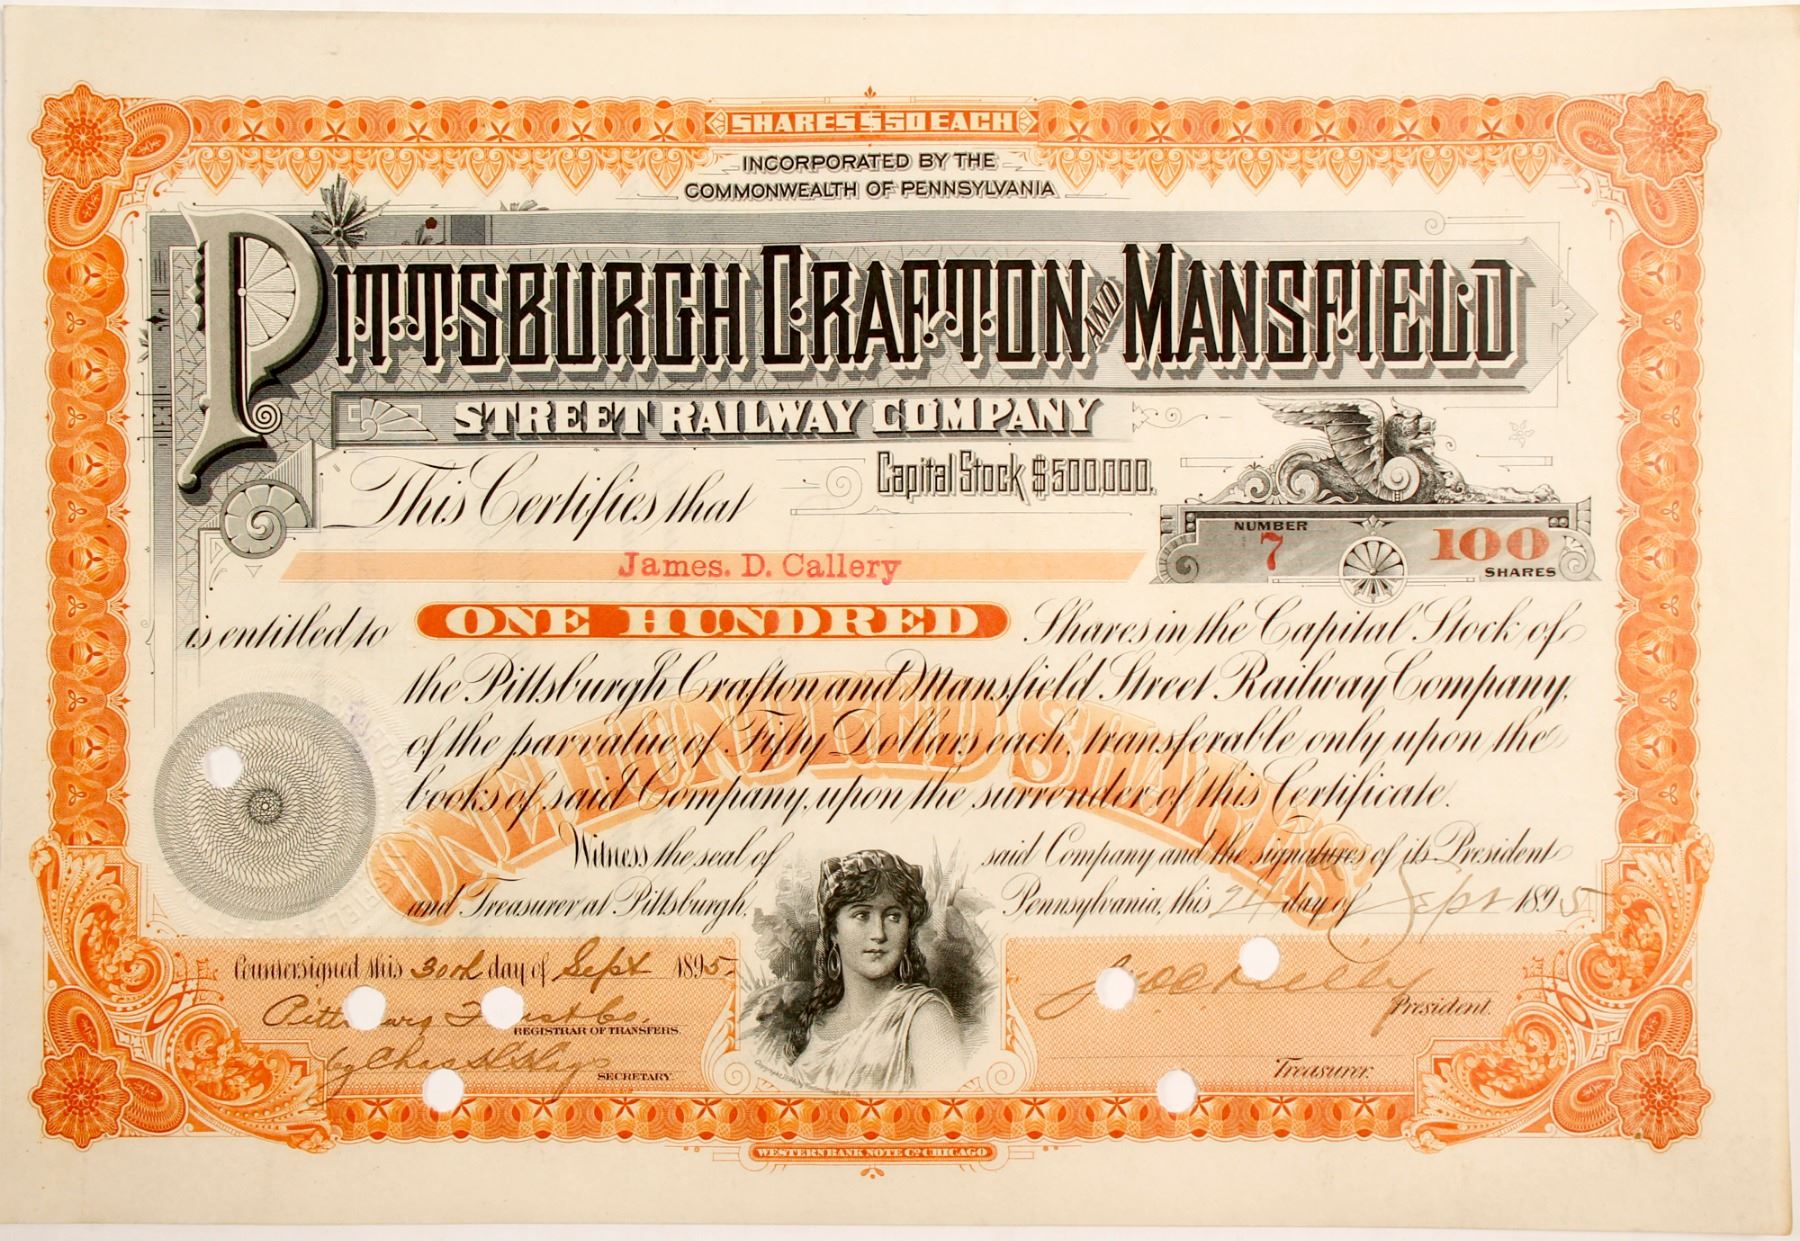 SHARES $50 EACH
INCORPORATED BY THE
COMMONWEALTH OF PENNSYLVANIA
PITTSBURGH CRAFTON AND MANSFIELD
STREET RAILWAY COMPANY
Capital Stock $500,000.
This Certifies that
NUMBER
7
100
SHARES
James. D. Callery
is entitled to ONE HUNDRED Shares in the Capital Stock of
the Pittsburgh Crafton and Mansfield Street Railway Company,
of the par value of Fifty Dollars each, transferable only upon the
books of said Company, upon the surrender of this Certificate.
ONE HUNDRED SHARES
Witness the seal of said Company and the signatures of its President
and Treasurer at Pittsburgh, Pennsylvania, this 24 day of Sept 1895
Countersigned this 30th day of Sept 1895
Pittsburg Trust Co.
REGISTRAR OF TRANSFERS.
by Chas
SECRETARY.
President.
Treasurer.
WESTERN BANK NOTE CO. CHICAGO